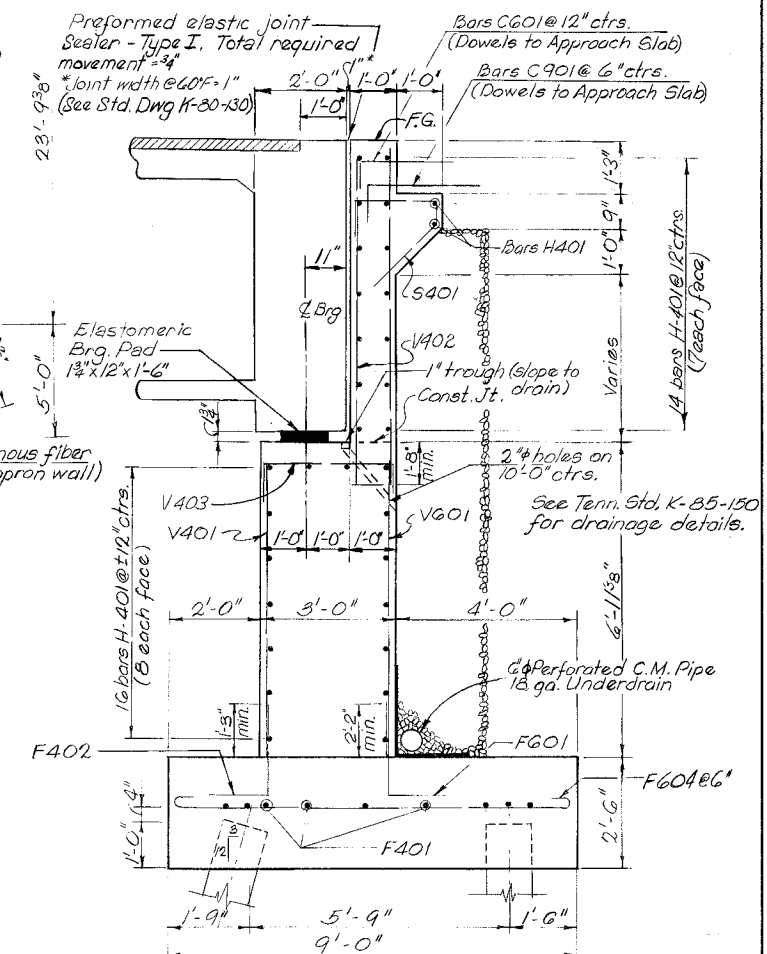 Preformed elastic joint
Sealer - Type I. Total required
movement = 3/4"
*Joint width @ 60°F = 1"
(See Std. Dwg K-80-130)
Bars C601 @ 12" ctrs.
(Dowels to Approach Slab)
Bars C901 @ 6" ctrs.
(Dowels to Approach Slab)
2'-0"
1"*
1'-0"
1'-0"
1'-0"
F.G.
23'-9 3/8"
1'-3"
9"
1'-0"
Bars H401
11"
S401
℄ Brg
14 bars H-401 @ 12" ctrs.
(7 each face)
Varies
Elastomeric
Brg. Pad
1 3/4" x 12" x 1'-6"
V402
1" trough (slope to
drain)
Const. Jt.
5'-0"
1 3/4"
nous fiber
apron wall)
1'-8"
min.
2" φ holes on
10'-0" ctrs.
V403
V401
V601
See Tenn. Std. K-85-150
for drainage details.
1'-0"
1'-0"
1'-0"
2'-0"
3'-0"
4'-0"
6'-11 3/8"
16 bars H-401 @ ±12" ctrs.
(8 each face)
6" φ Perforated C.M. Pipe
18 ga. Underdrain
1'-3"
min.
2'-2"
min.
F402
F601
F604 @ 6"
4"
1'-0"
3
12
F401
2'-6"
1'-9"
5'-9"
1'-6"
9'-0"